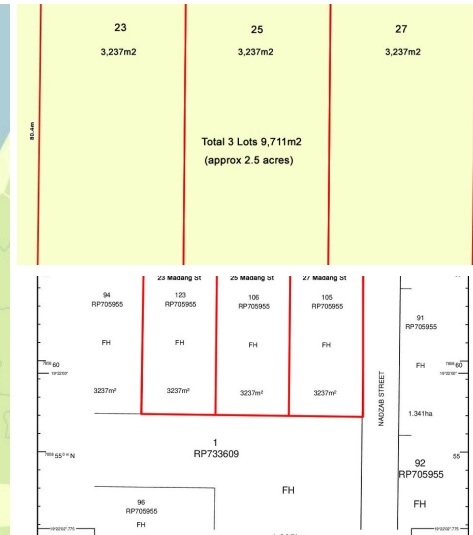 23
25
27
3,237m2
3,237m2
3,237m2
80.4m
Total 3 Lots 9,711m2
(approx 2.5 acres)
23 Madang St
25 Madang St
27 Madang St
94
RP705955
123
RP705955
106
RP705955
105
RP705955
91
RP705955
FH
FH
FH
FH
FH
60
60
3237m²
3237m²
3237m²
3237m²
1.341ha
NADZAB STREET
1
RP733609
55
N
55
92
RP705955
FH
FH
96
RP705955
FH